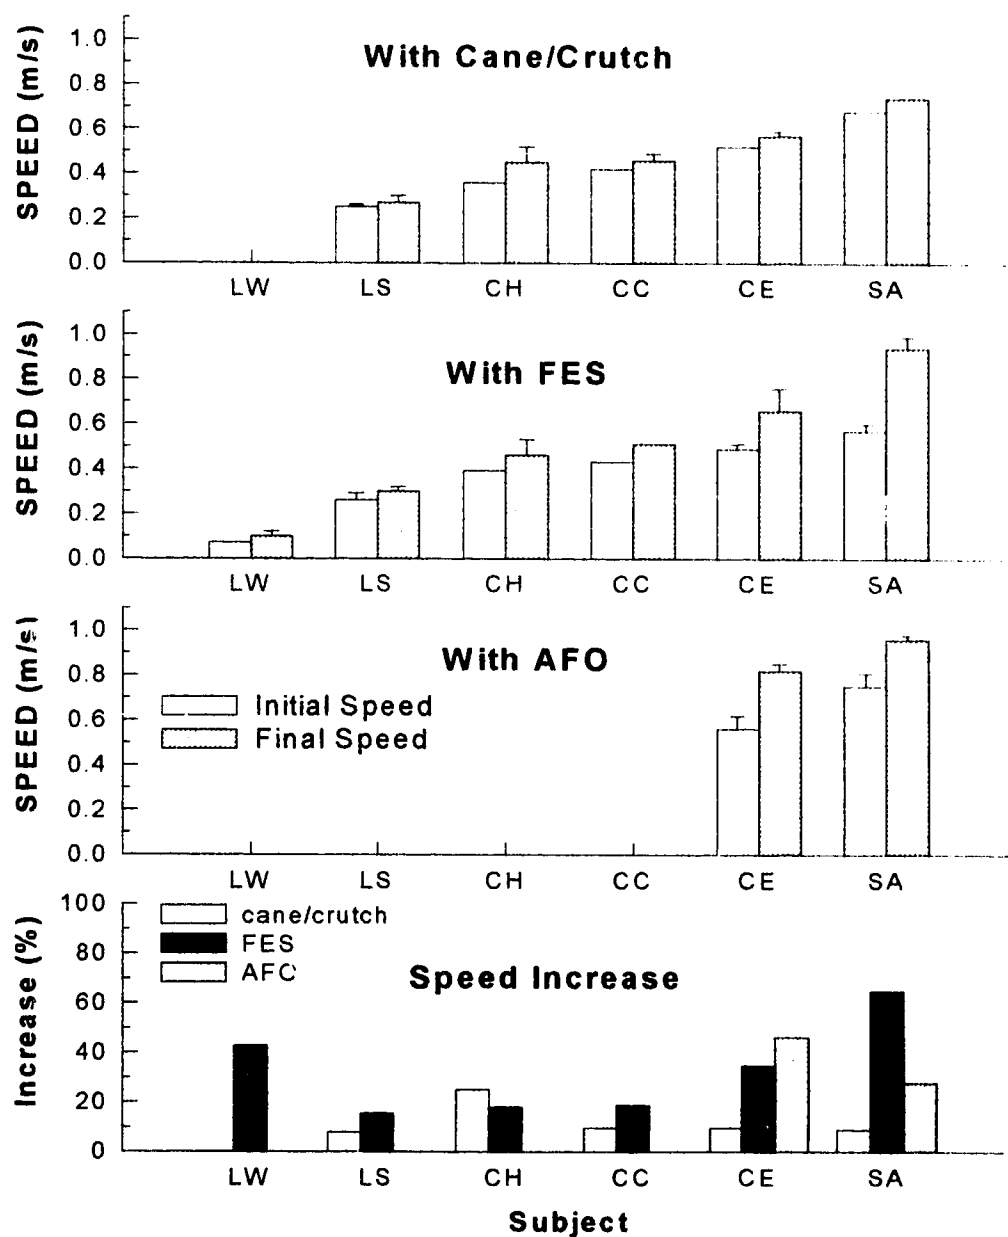 With Cane/Crutch
SPEED (m/s)
1.0
0.8
0.6
0.4
0.2
0.0
LW LS CH CC CE SA
With FES
SPEED (m/s)
1.0
0.8
0.6
0.4
0.2
0.0
LW LS CH CC CE SA
With AFO
SPEED (m/s)
1.0
0.8
0.6
0.4
0.2
0.0
Initial Speed
Final Speed
LW LS CH CC CE SA
Speed Increase
Increase (%)
100
80
60
40
20
0
cane/crutch
FES
AFO
LW LS CH CC CE SA
Subject